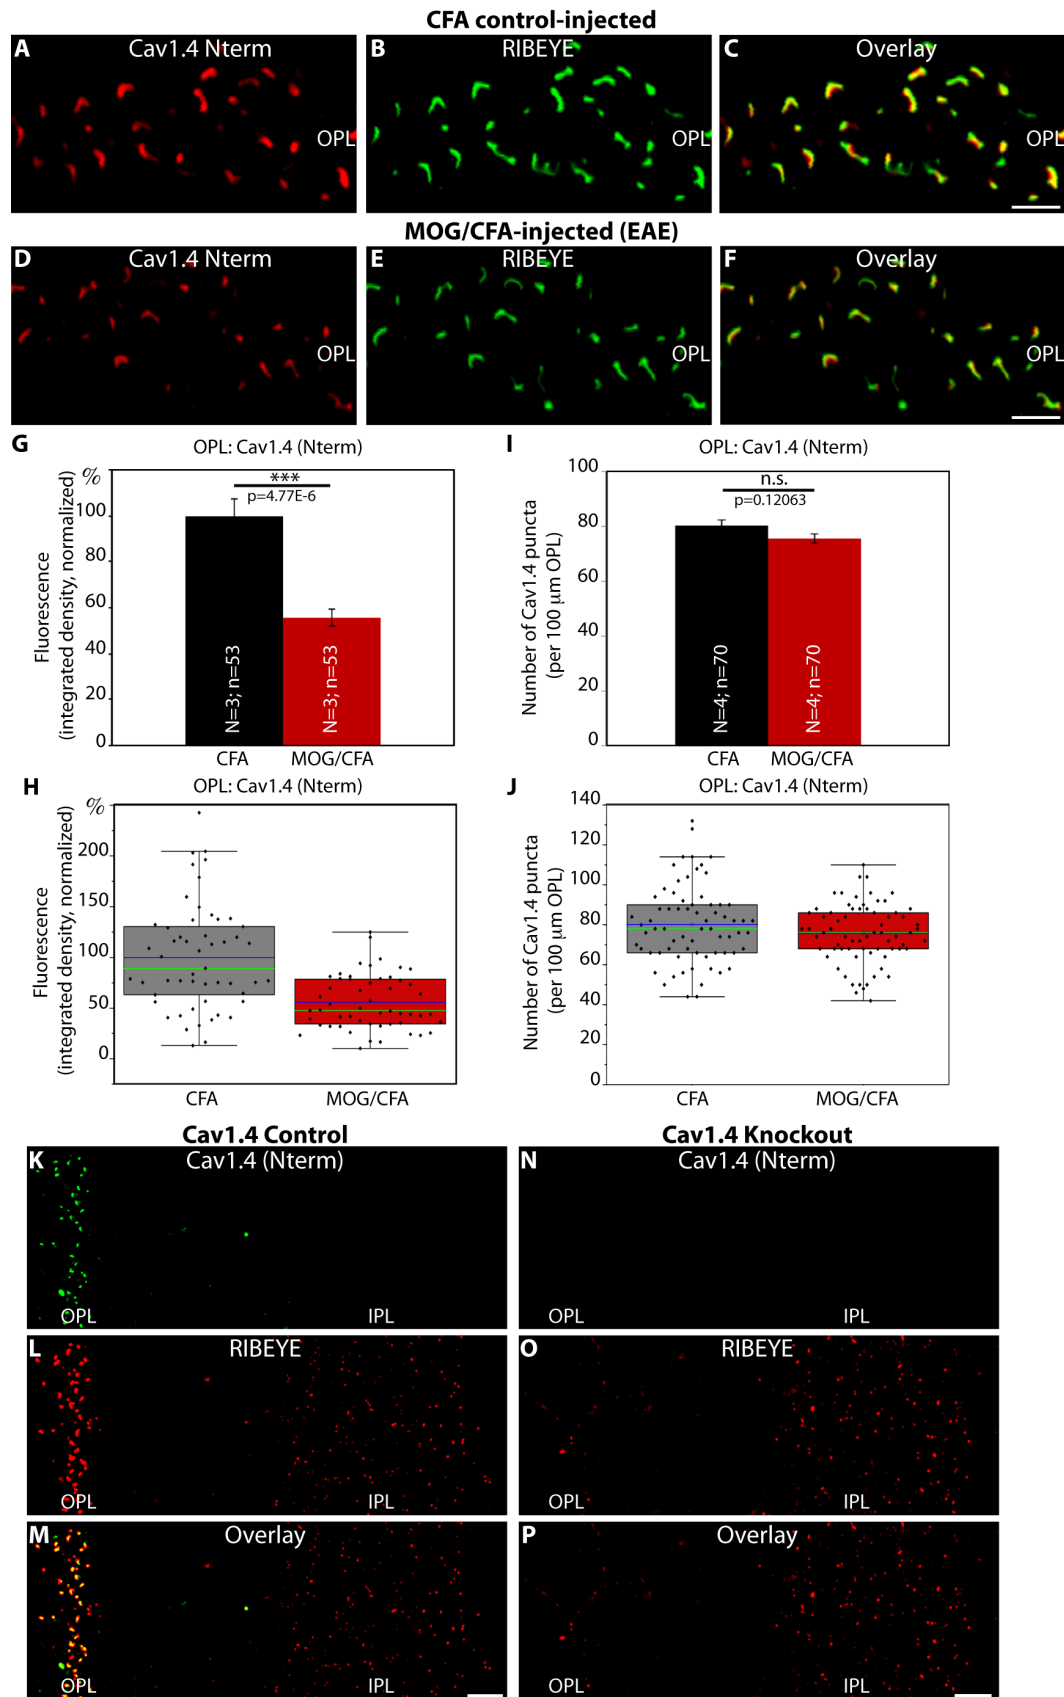 CFA control-injected
A Cav1.4 Nterm
OPL
B RIBEYE
OPL
C Overlay
OPL
MOG/CFA-injected (EAE)
D Cav1.4 Nterm
OPL
E RIBEYE
OPL
F Overlay
OPL
G OPL: Cav1.4 (Nterm)
%
100
80
60
40
20
0
Fluorescence
(integrated density, normalized)
***
p=4.77E-6
N=3; n=53
N=3; n=53
CFA MOG/CFA
I OPL: Cav1.4 (Nterm)
100
80
60
40
20
0
Number of Cav1.4 puncta
(per 100 µm OPL)
n.s.
p=0.12063
N=4; n=70
N=4; n=70
CFA MOG/CFA
H OPL: Cav1.4 (Nterm)
%
200
150
100
50
0
Fluorescence
(integrated density, normalized)
CFA MOG/CFA
J OPL: Cav1.4 (Nterm)
140
120
100
80
60
40
20
0
Number of Cav1.4 puncta
(per 100 µm OPL)
CFA MOG/CFA
Cav1.4 Control
K Cav1.4 (Nterm)
OPL IPL
L RIBEYE
OPL IPL
M Overlay
OPL IPL
Cav1.4 Knockout
N Cav1.4 (Nterm)
OPL IPL
O RIBEYE
OPL IPL
P Overlay
OPL IPL